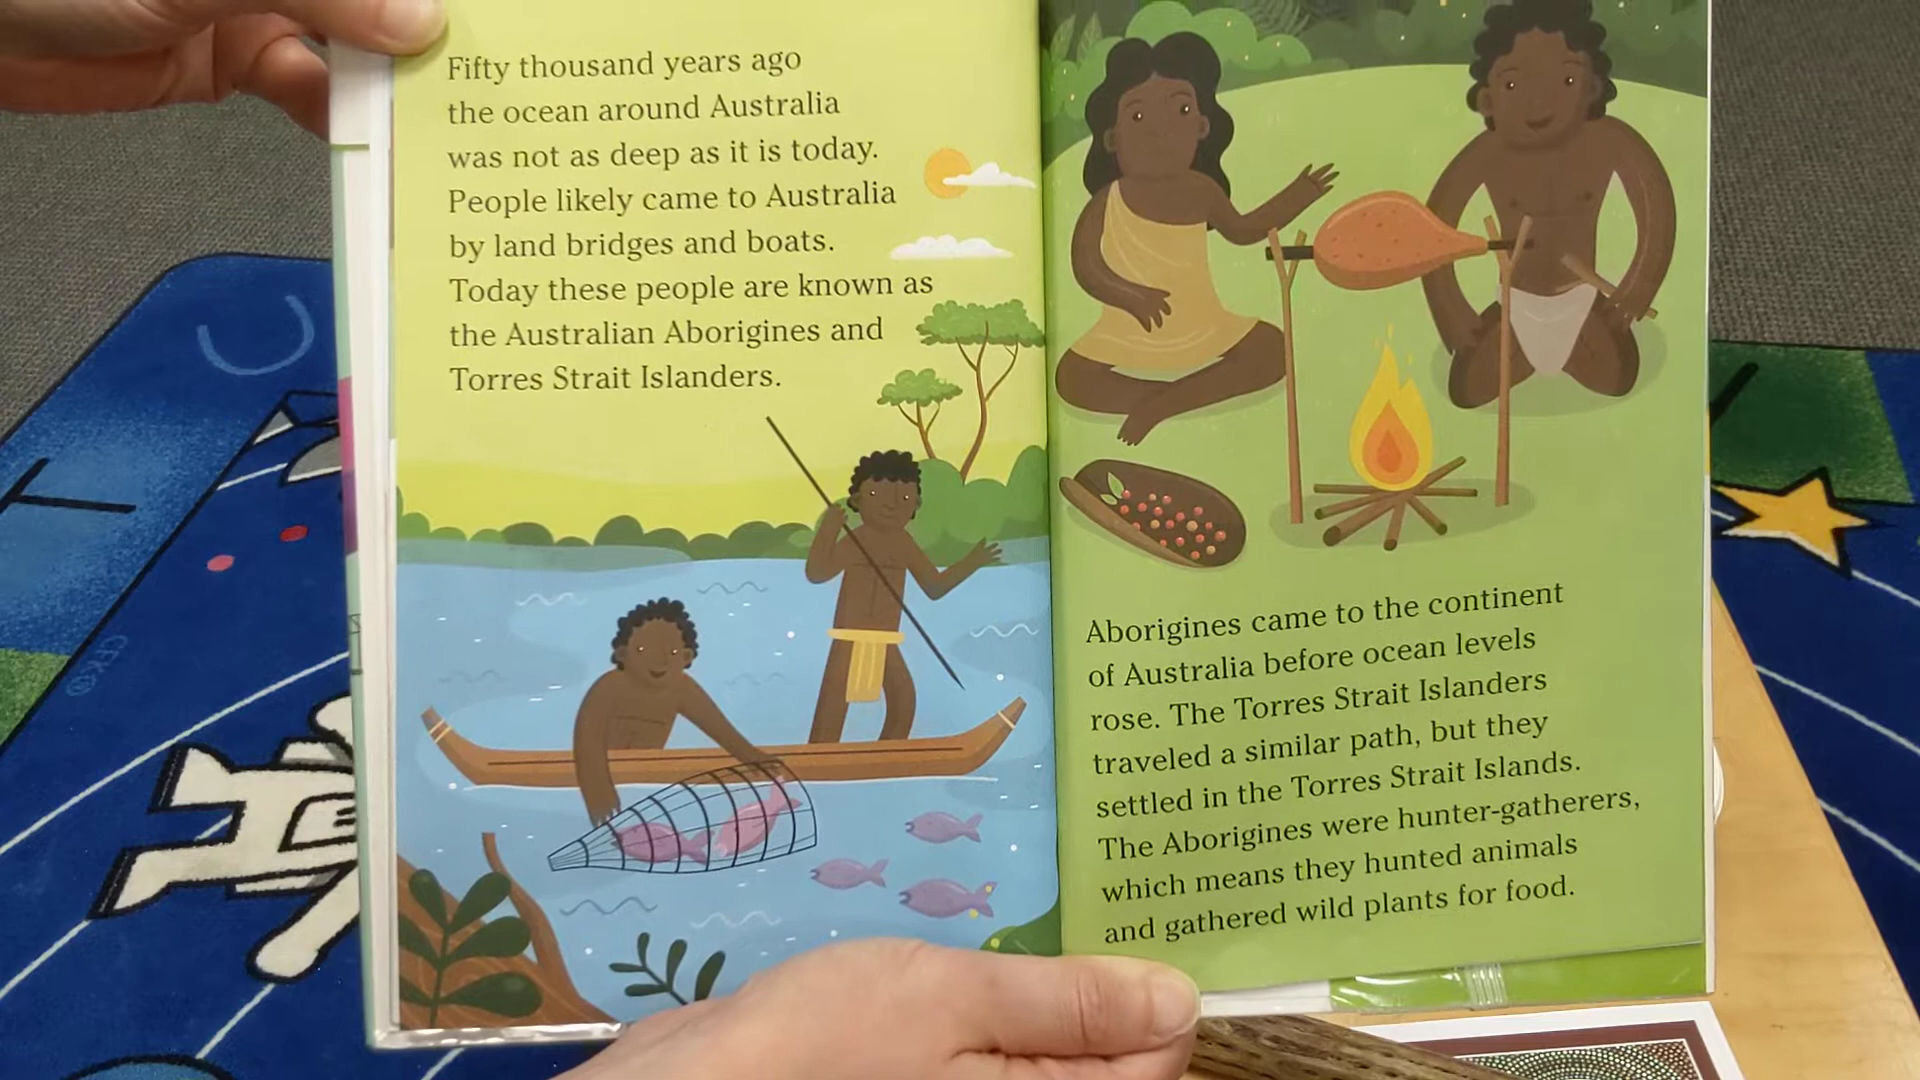 Fifty thousand years ago
the ocean around Australia
was not as deep as it is today.
People likely came to Australia
by land bridges and boats.
Today these people are known as
the Australian Aborigines and
Torres Strait Islanders.
Aborigines came to the continent
of Australia before ocean levels
rose. The Torres Strait Islanders
traveled a similar path, but they
settled in the Torres Strait Islands.
The Aborigines were hunter-gatherers,
which means they hunted animals
and gathered wild plants for food.